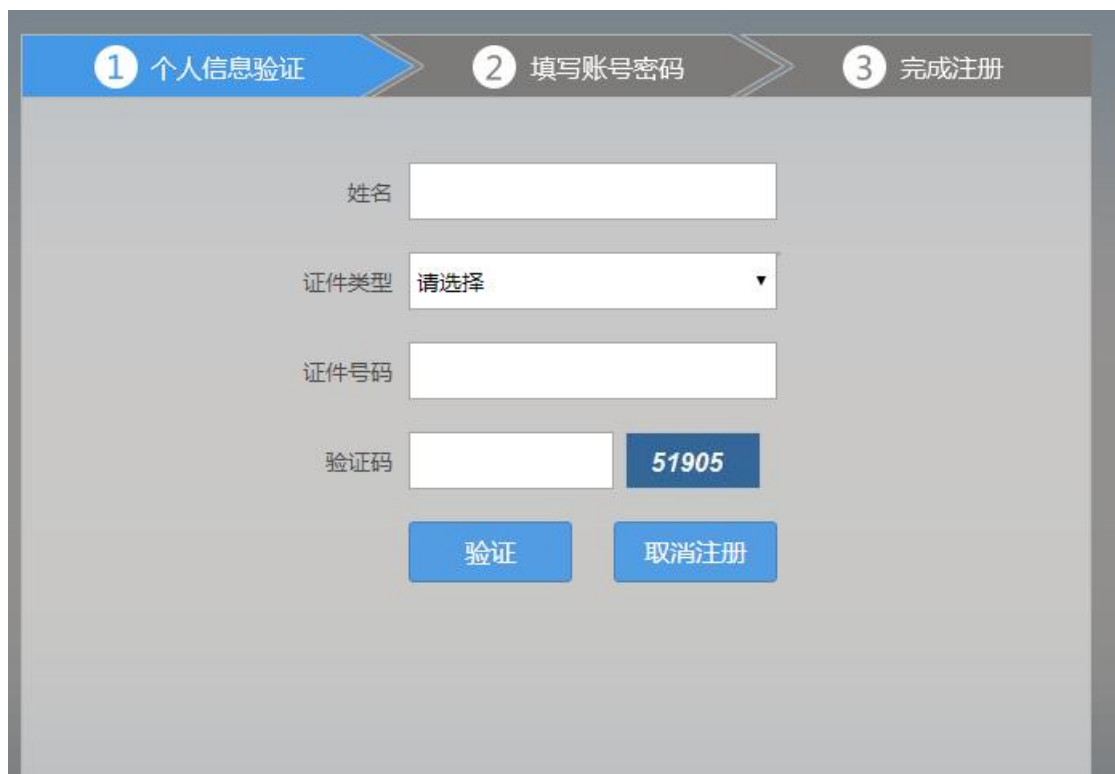 1 个人信息验证 2 填写账号密码 3 完成注册
姓名
证件类型 请选择
证件号码
验证码 51905
验证 取消注册